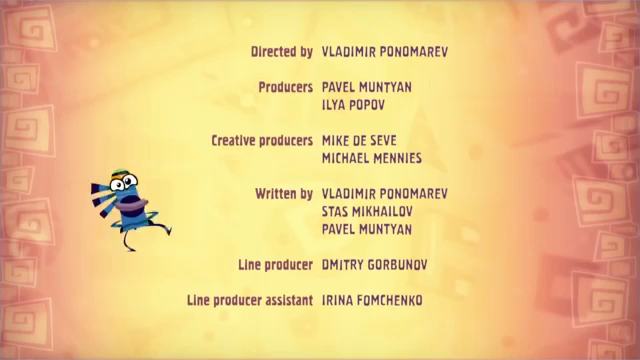 Directed by VLADIMIR PONOMAREV
Producers PAVEL MUNTYAN
ILYA POPOV
Creative producers MIKE DE SEVE
MICHAEL MENNIES
Written by VLADIMIR PONOMAREV
STAS MIKHAILOV
PAVEL MUNTYAN
Line producer DMITRY GORBUNOV
Line producer assistant IRINA FOMCHENKO